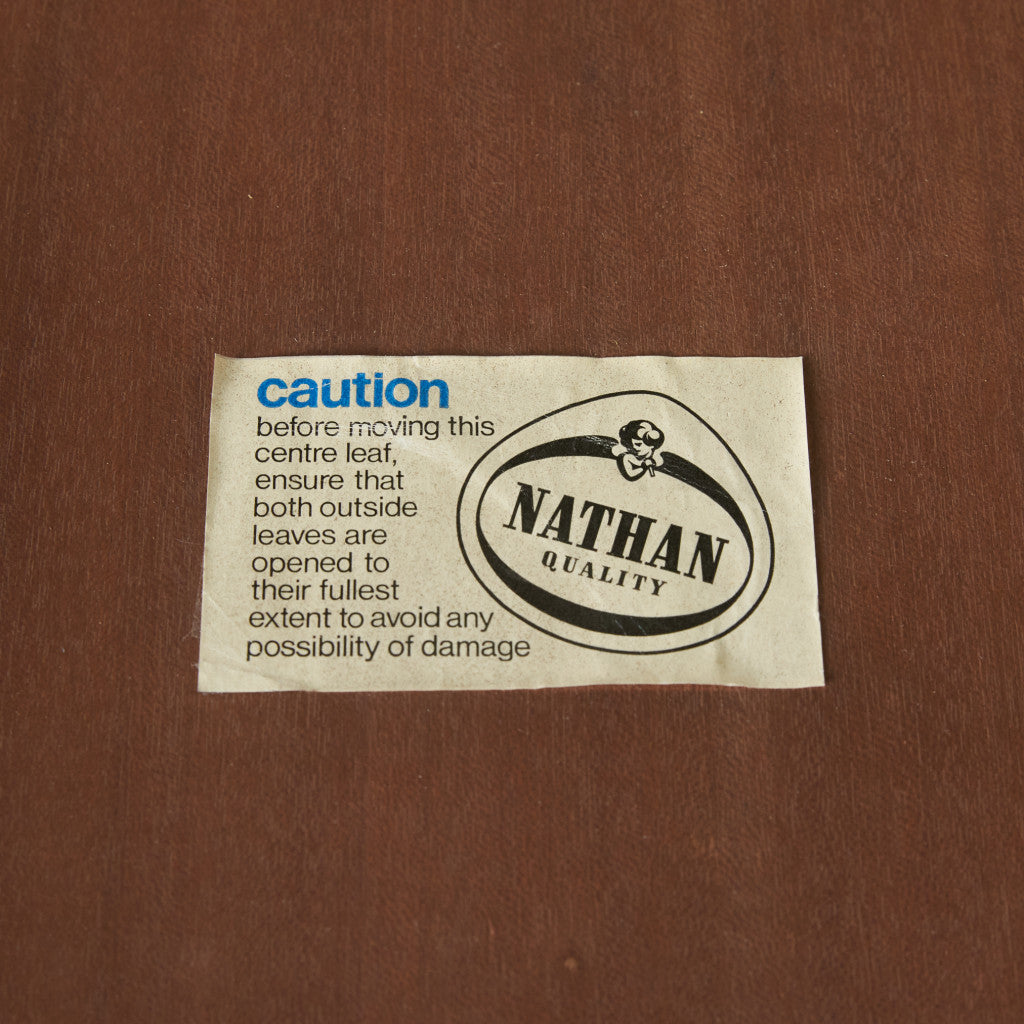 caution
before moving this
centre leaf,
ensure that
both outside
leaves are
opened to
their fullest
extent to avoid any
possibility of damage
NATHAN
QUALITY